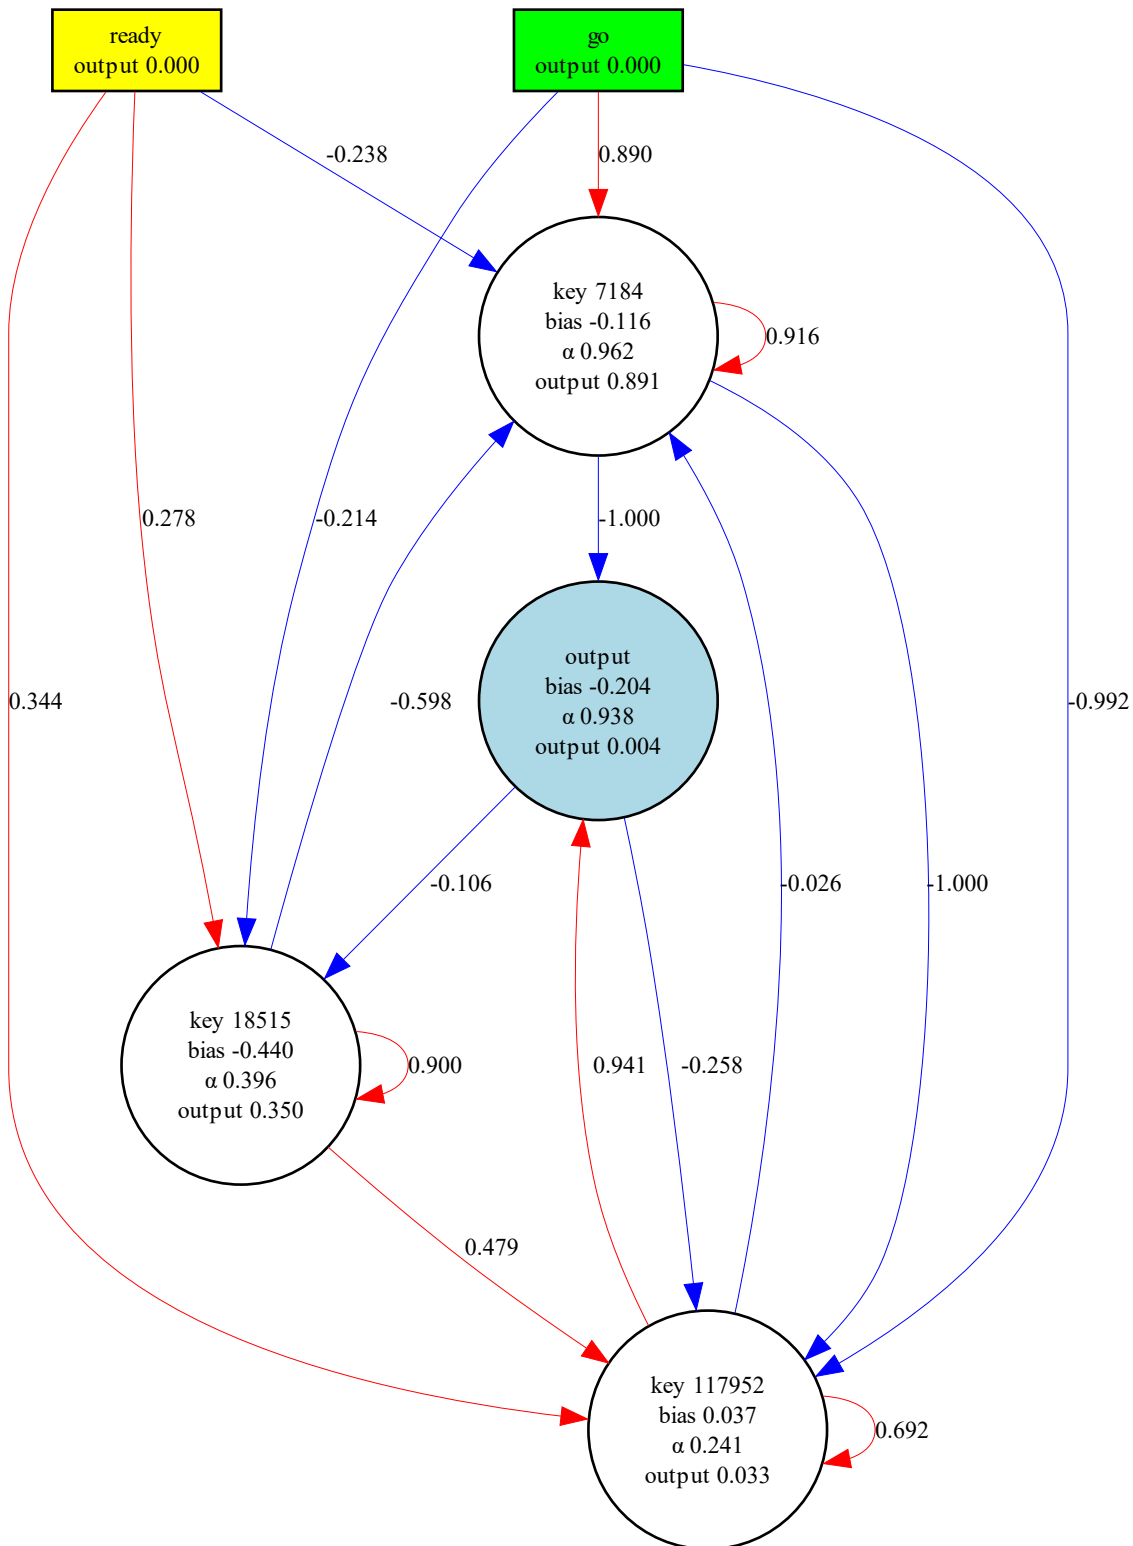 ready
output 0.000
go
output 0.000
-0.238
0.890
key 7184
bias -0.116
α 0.962
output 0.891
0.916
0.278
-0.214
-1.000
0.344
-0.598
output
bias -0.204
α 0.938
output 0.004
-0.992
-0.106
-0.026
-1.000
key 18515
bias -0.440
α 0.396
output 0.350
0.900
0.941
-0.258
0.479
key 117952
bias 0.037
α 0.241
output 0.033
0.692